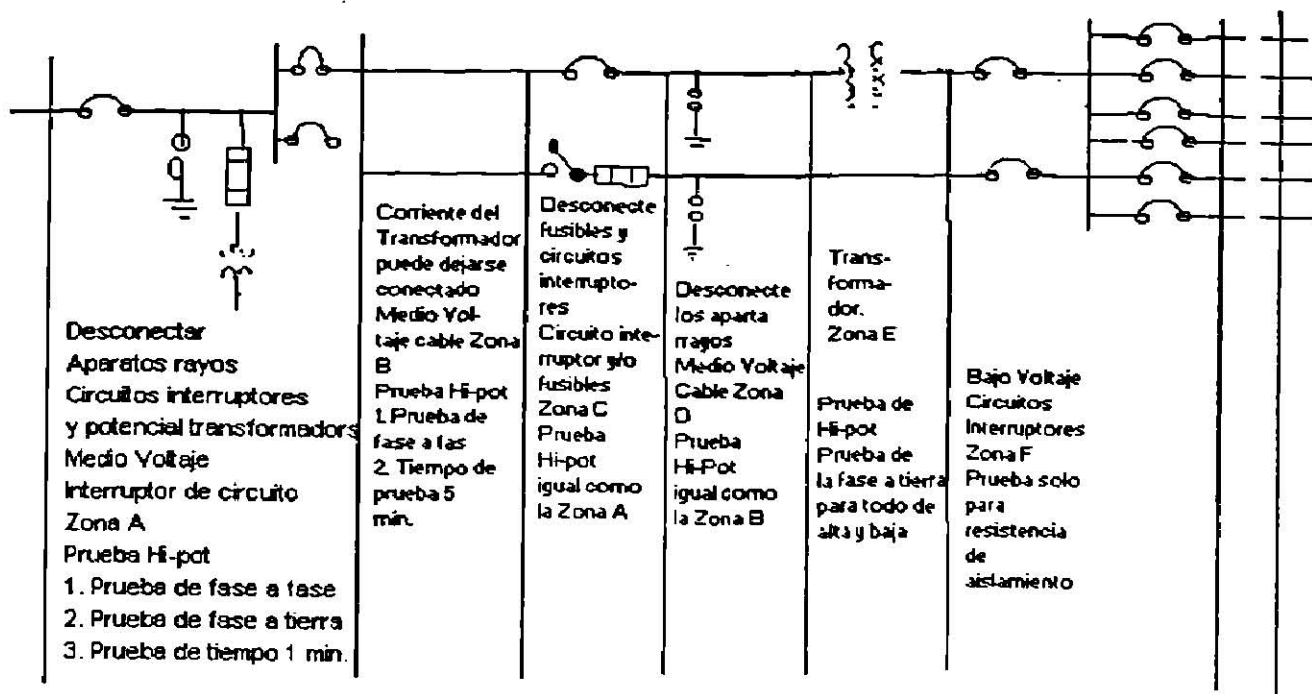 Desconectar
Aparatos rayos
Circuitos interruptores
y potencial transformadors
Medio Voltaje
Interruptor de circuito
Zona A
Prueba Hi-pot
1. Prueba de fase a fase
2. Prueba de fase a tierra
3. Prueba de tiempo 1 min.
Corriente del
Transformador
puede dejarse
conectado
Medio Vol-
taje cable Zona
B
Prueba Hi-pot
1. Prueba de
fase a fas
2. Tiempo de
prueba 5
min.
Desconecte
fusibles y
circuitos
interrupto-
res
Circuito inte-
rruptor y/o
fusibles
Zona C
Prueba
Hi-pot
igual como
la Zona A
Desconecte
los aparta
rrayos
Medio Voltaje
Cable Zona
D
Prueba
Hi-Pot
igual como
la Zona B
Trans-
forma-
dor.
Zona E
Prueba de
Hi-pot
Prueba de
la fase a tierra
para todo de
alta y baja
Bajo Voltaje
Circuitos
Interruptores
Zona F
Prueba solo
para
resistencia
de
aislamiento